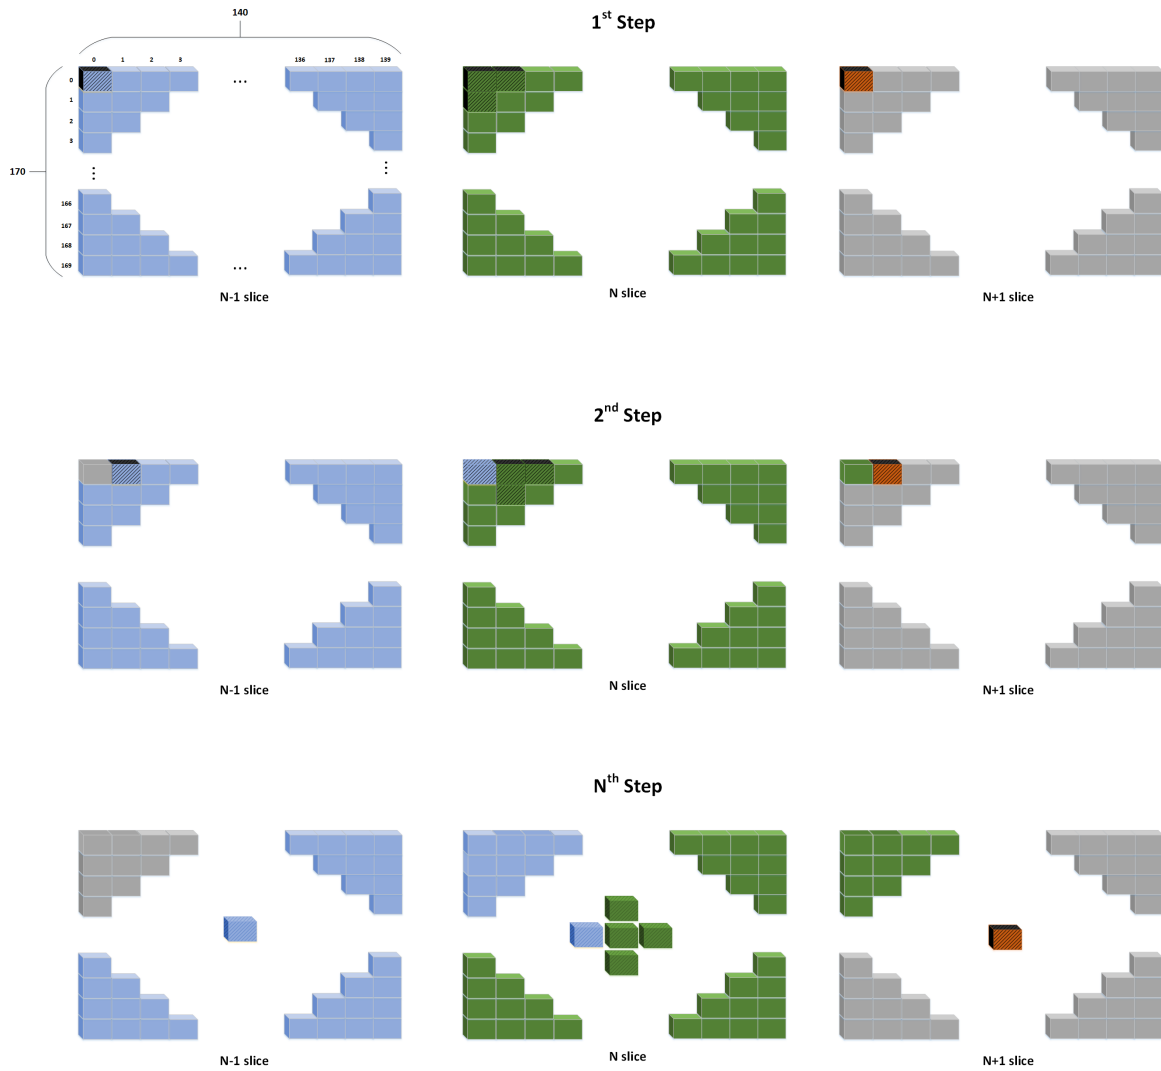 1st Step
140
0 1 2 3 ... 136 137 138 139
0
1
2
3
170
166
167
168
169
...
N-1 slice
N slice
N+1 slice
2nd Step
N-1 slice
N slice
N+1 slice
Nth Step
N-1 slice
N slice
N+1 slice